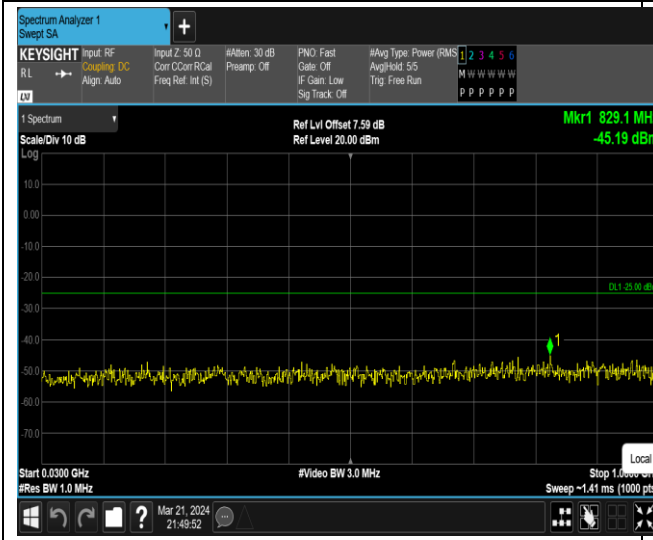 Spectrum Analyzer 1
Swept SA
+
KEYSIGHT Input: RF
RL Coupling: DC
Align: Auto
Input Z: 50 Ω
Corr CCorr RCal
Freq Ref: Int (S)
#Atten: 30 dB
Preamp: Off
PNO: Fast
Gate: Off
IF Gain: Low
Sig Track: Off
#Avg Type: Power (RMS
Avg|Hold: 5/5
Trig: Free Run
1 2 3 4 5 6
M W W W W W
P P P P P P
LXI
1 Spectrum
Scale/Div 10 dB
Ref Lvl Offset 7.59 dB
Ref Level 20.00 dBm
Mkr1 829.1 MH
-45.19 dBm
Log
10.0
0.00
-10.0
-20.0
DL1 -25.00 dB
-30.0
-40.0
1
-50.0
-60.0
-70.0
Local
Start 0.0300 GHz
#Video BW 3.0 MHz
Stop
#Res BW 1.0 MHz
Sweep ~1.41 ms (1000 pts
?
Mar 21, 2024
21:49:52